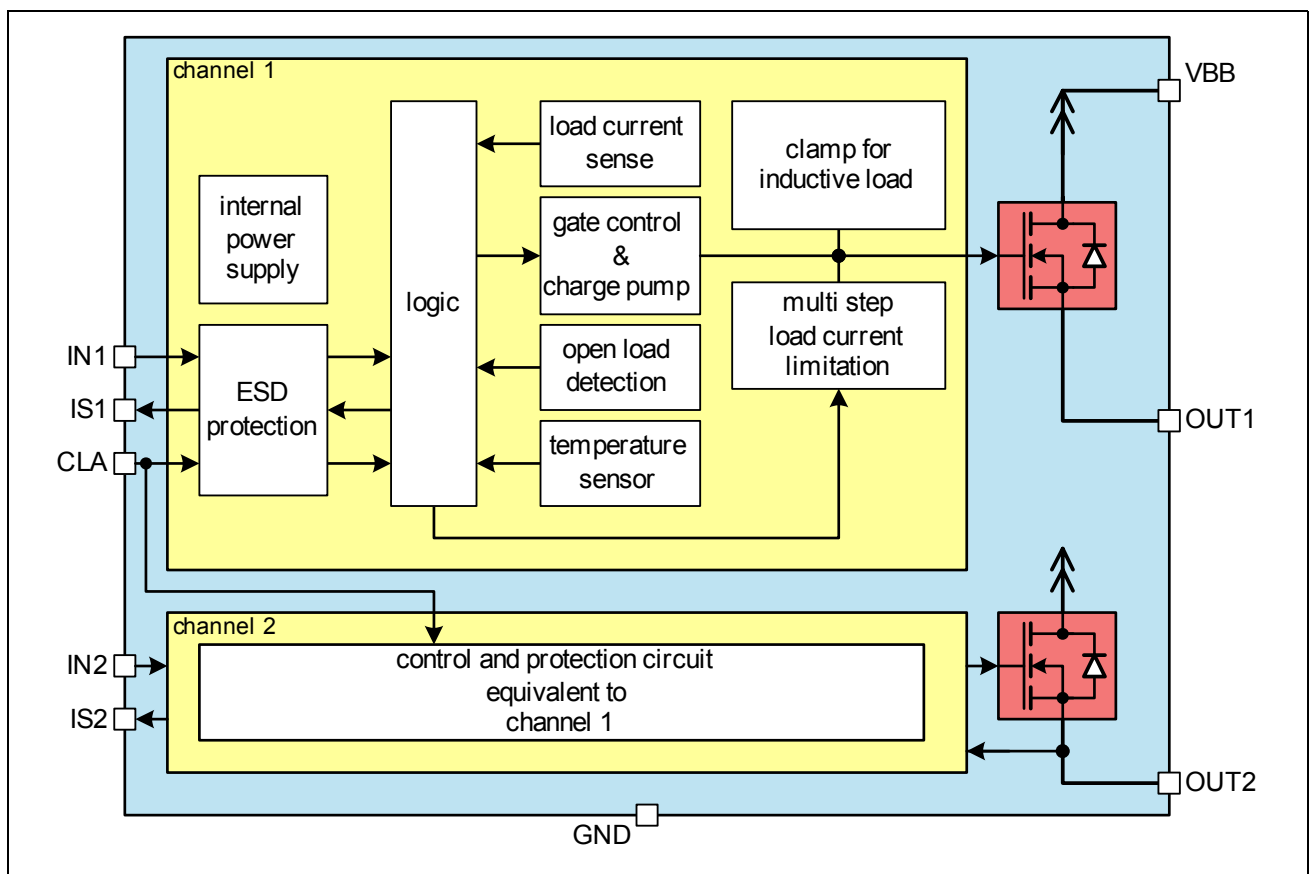 channel 1
VBB
load current
sense
clamp for
inductive load
internal
power
supply
gate control
&
charge pump
logic
multi step
load current
limitation
IN1
ESD
protection
open load
detection
IS1
OUT1
CLA
temperature
sensor
channel 2
IN2
control and protection circuit
equivalent to
channel 1
IS2
OUT2
GND